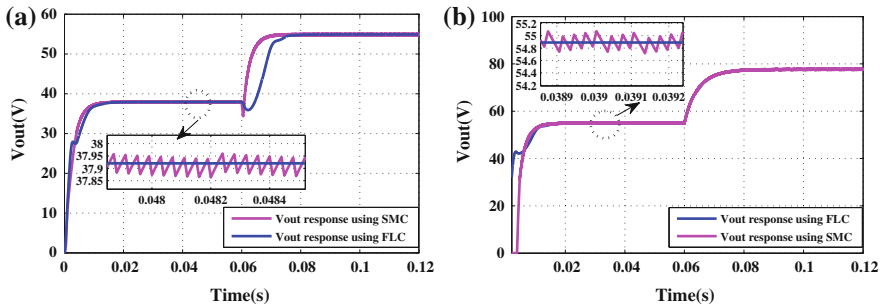 (a)
60
50
40
30
20
10
0
Vout(V)
38
37.95
37.9
37.85
0.048 0.0482 0.0484
Vout response using SMC
Vout response using FLC
0 0.02 0.04 0.06 0.08 0.1 0.12
Time(s)
(b)
100
80
60
40
20
0
Vout(V)
55.2
55
54.8
54.6
54.4
54.2
0.0389 0.039 0.0391 0.0392
Vout response using FLC
Vout response using SMC
0.02 0.04 0.06 0.08 0.1 0.12
Time(s)